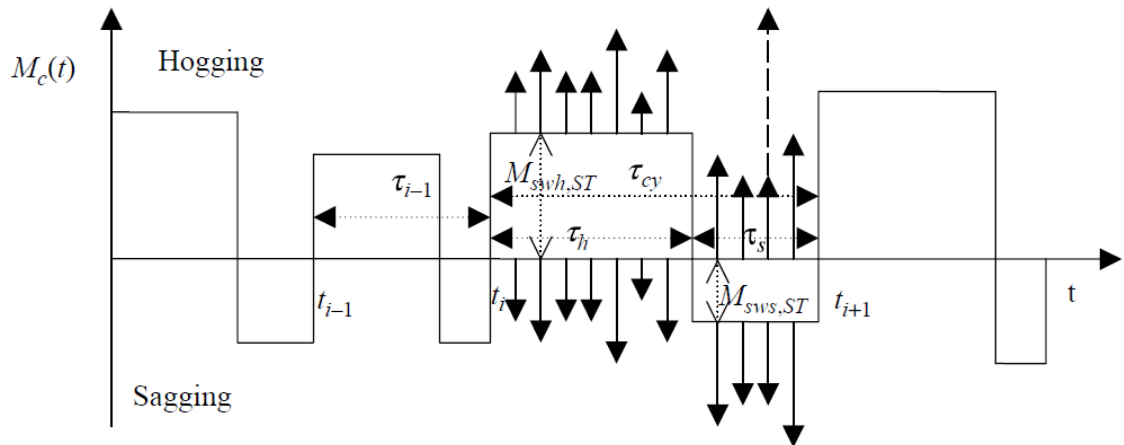 Hogging
M_c(t)
M_{swh,ST}
τ_{cy}
τ_{i−1}
τ_h
τ_s
t_{i−1}
t_i
M_{sws,ST}
t_{i+1}
t
Sagging